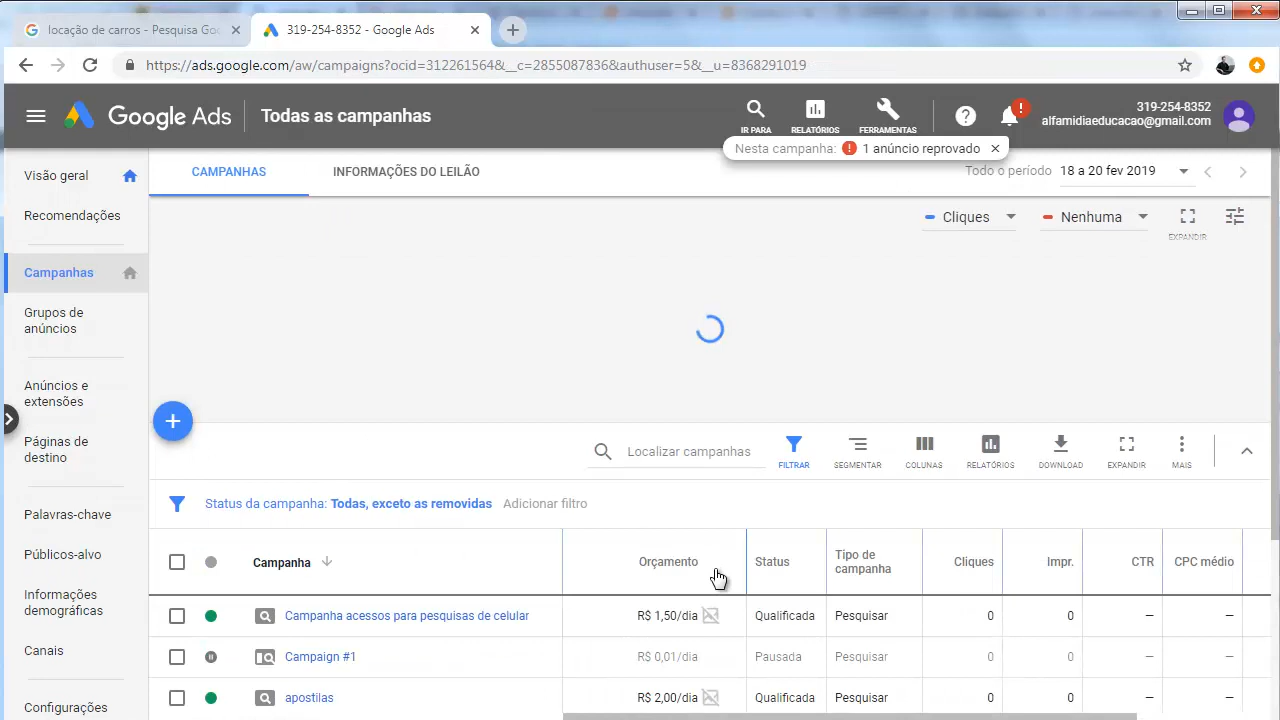 locação de carros - Pesquisa Goo
319-254-8352 - Google Ads
https://ads.google.com/aw/campaigns?ocid=312261564&__c=2855087836&authuser=5&__u=8368291019
Google Ads
Todas as campanhas
IR PARA
RELATÓRIOS
FERRAMENTAS
319-254-8352
alfamidiaeducacao@gmail.com
Nesta campanha: 1 anúncio reprovado
Visão geral
Recomendações
Campanhas
Grupos de
anúncios
Anúncios e
extensões
Páginas de
destino
Palavras-chave
Públicos-alvo
Informações
demográficas
Canais
Configurações
CAMPANHAS
INFORMAÇÕES DO LEILÃO
Todo o período 18 a 20 fev 2019
Cliques
Nenhuma
EXPANDIR
Localizar campanhas
FILTRAR
SEGMENTAR
COLUNAS
RELATÓRIOS
DOWNLOAD
EXPANDIR
MAIS
Status da campanha: Todas, exceto as removidas Adicionar filtro
Campanha Orçamento Status Tipo de campanha Cliques Impr. CTR CPC médio
Campanha acessos para pesquisas de celular R$ 1,50/dia Qualificada Pesquisar 0 0 — —
Campaign #1 R$ 0,01/dia Pausada Pesquisar 0 0 — —
apostilas R$ 2,00/dia Qualificada Pesquisar 0 0 — —